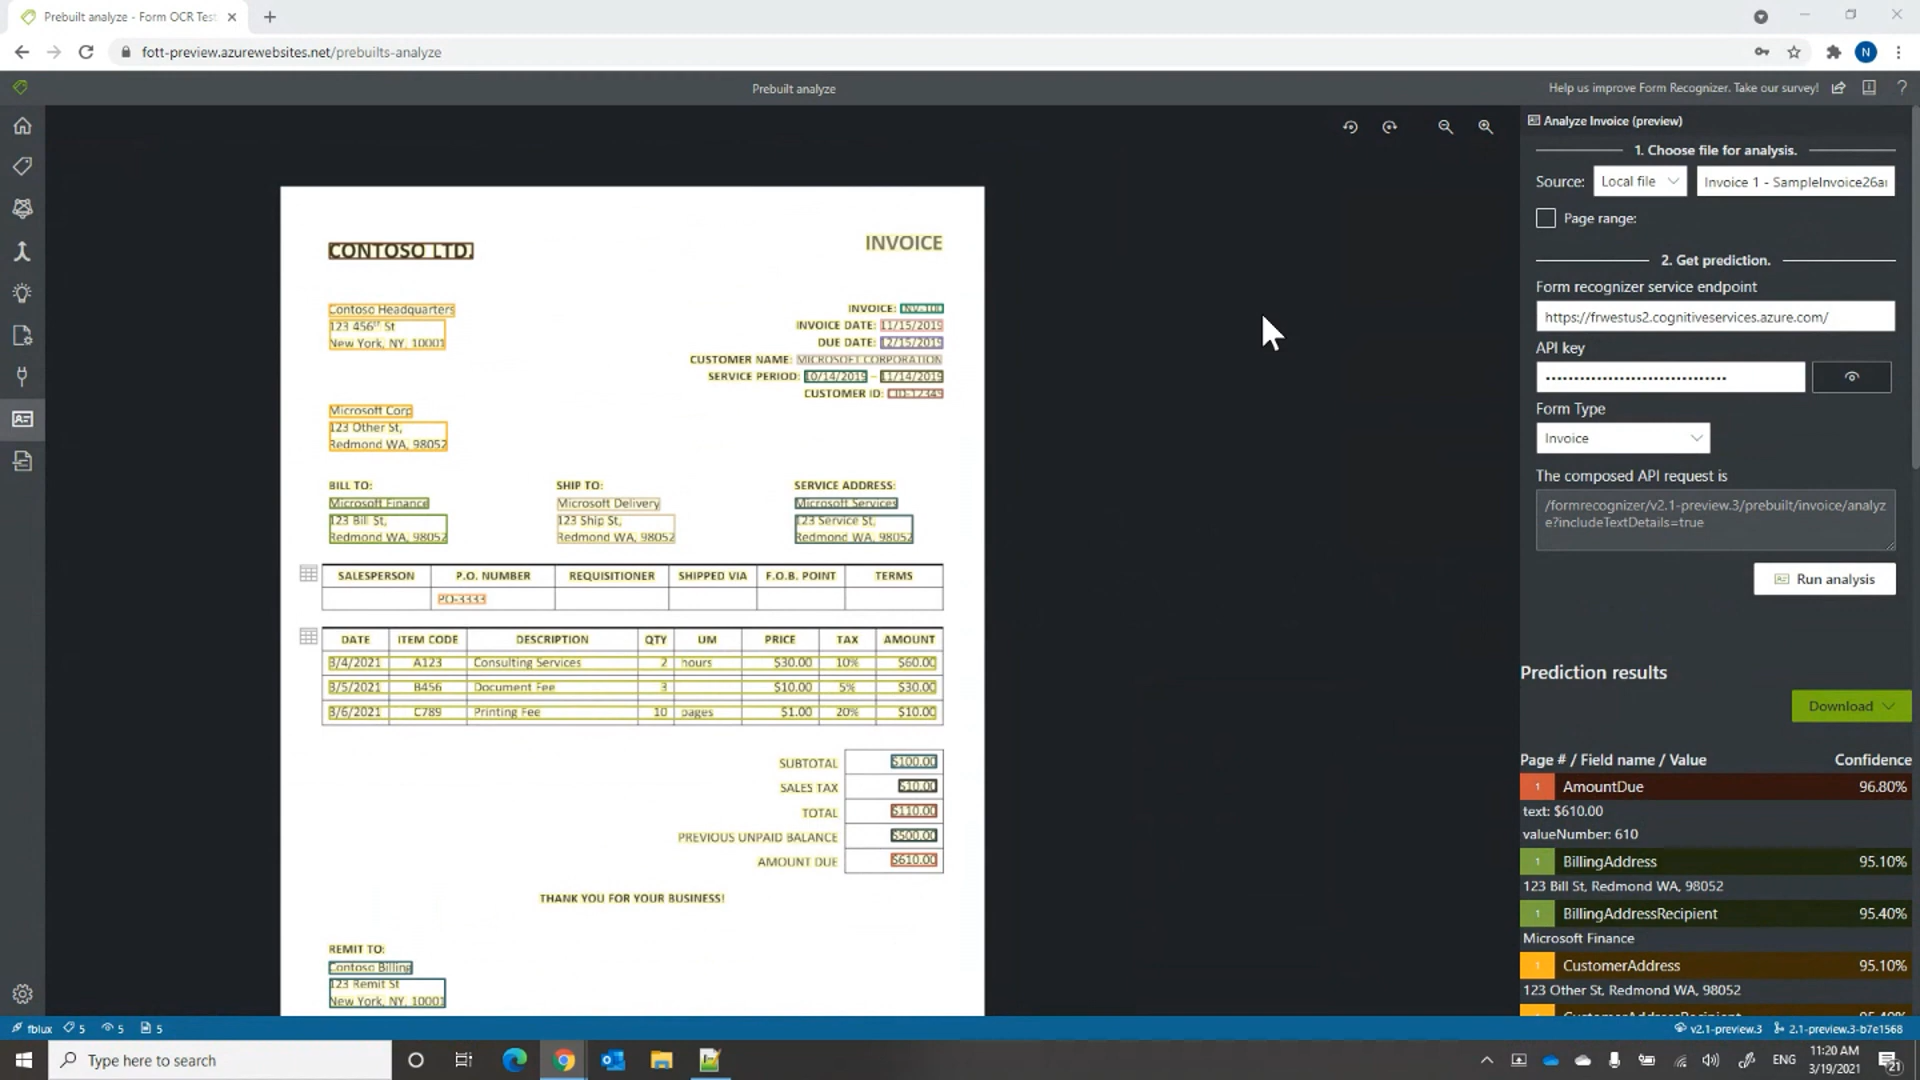 Prebuilt analyze - Form OCR Test
fott-preview.azurewebsites.net/prebuilts-analyze
N
Prebuilt analyze
Help us improve Form Recognizer. Take our survey!
?
CONTOSO LTD.
INVOICE
Contoso Headquarters
123 456th St
New York, NY, 10001
INVOICE: INV-100
INVOICE DATE: 11/15/2019
DUE DATE: 12/15/2019
CUSTOMER NAME: MICROSOFT CORPORATION
SERVICE PERIOD: 10/14/2019 – 11/14/2019
CUSTOMER ID: CID-12345
Microsoft Corp
123 Other St,
Redmond WA, 98052
BILL TO:
Microsoft Finance
123 Bill St,
Redmond WA, 98052
SHIP TO:
Microsoft Delivery
123 Ship St,
Redmond WA, 98052
SERVICE ADDRESS:
Microsoft Services
123 Service St,
Redmond WA, 98052
SALESPERSON P.O. NUMBER REQUISITIONER SHIPPED VIA F.O.B. POINT TERMS
PO-3333
DATE ITEM CODE DESCRIPTION QTY UM PRICE TAX AMOUNT
3/4/2021 A123 Consulting Services 2 hours $30.00 10% $60.00
3/5/2021 B456 Document Fee 3 $10.00 5% $30.00
3/6/2021 C789 Printing Fee 10 pages $1.00 20% $10.00
SUBTOTAL $100.00
SALES TAX $10.00
TOTAL $110.00
PREVIOUS UNPAID BALANCE $500.00
AMOUNT DUE $610.00
THANK YOU FOR YOUR BUSINESS!
REMIT TO:
Contoso Billing
123 Remit St
New York, NY, 10001
Analyze Invoice (preview)
1. Choose file for analysis.
Source: Local file Invoice 1 - SampleInvoice26a
Page range:
2. Get prediction.
Form recognizer service endpoint
https://frwestus2.cognitiveservices.azure.com/
API key
Form Type
Invoice
The composed API request is
/formrecognizer/v2.1-preview.3/prebuilt/invoice/analyz
e?includeTextDetails=true
Run analysis
Prediction results
Download
Page # / Field name / Value Confidence
1 AmountDue 96.80%
text: $610.00
valueNumber: 610
1 BillingAddress 95.10%
123 Bill St, Redmond WA, 98052
1 BillingAddressRecipient 95.40%
Microsoft Finance
1 CustomerAddress 95.10%
123 Other St, Redmond WA, 98052
fblux 5 5 5
v2.1-preview.3 2.1-preview.3-b7e1568
Type here to search
ENG
11:20 AM
3/19/2021
21